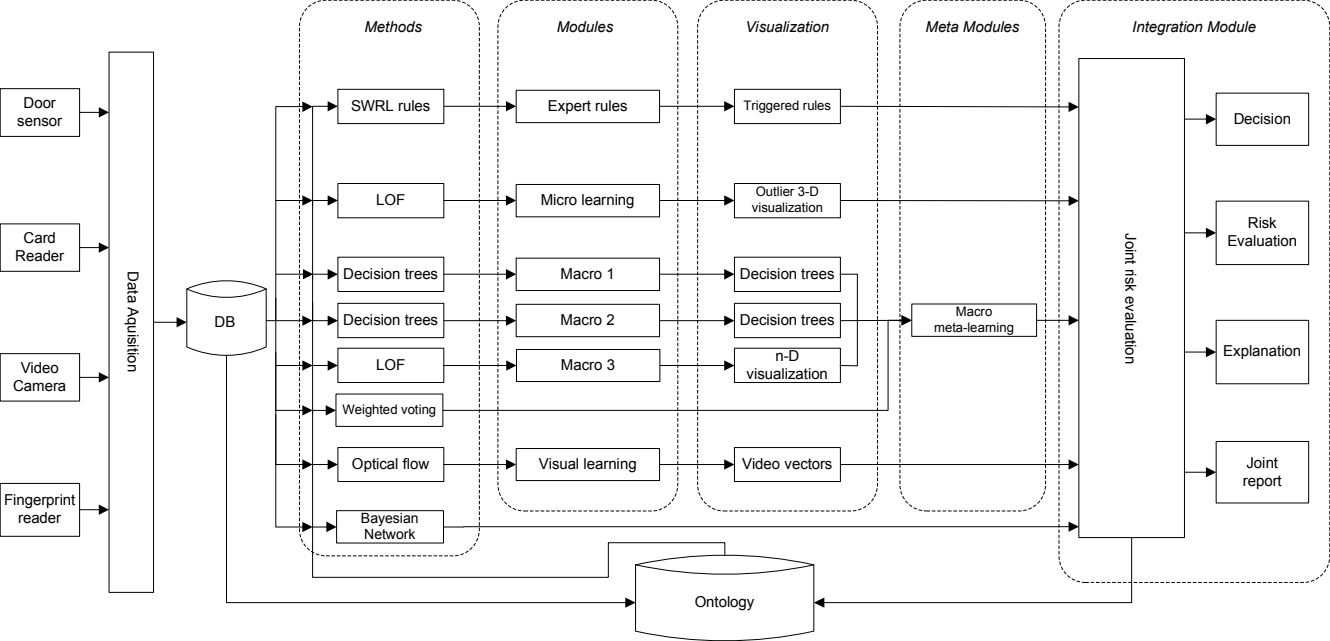 Methods
Modules
Visualization
Meta Modules
Integration Module
Door
sensor
Card
Reader
Video
Camera
Fingerprint
reader
Data Aquisition
DB
SWRL rules
Expert rules
Triggered rules
LOF
Micro learning
Outlier 3-D
visualization
Decision trees
Macro 1
Decision trees
Decision trees
Macro 2
Decision trees
LOF
Macro 3
n-D
visualization
Weighted voting
Macro
meta-learning
Optical flow
Visual learning
Video vectors
Bayesian
Network
Joint risk evaluation
Decision
Risk
Evaluation
Explanation
Joint
report
Ontology